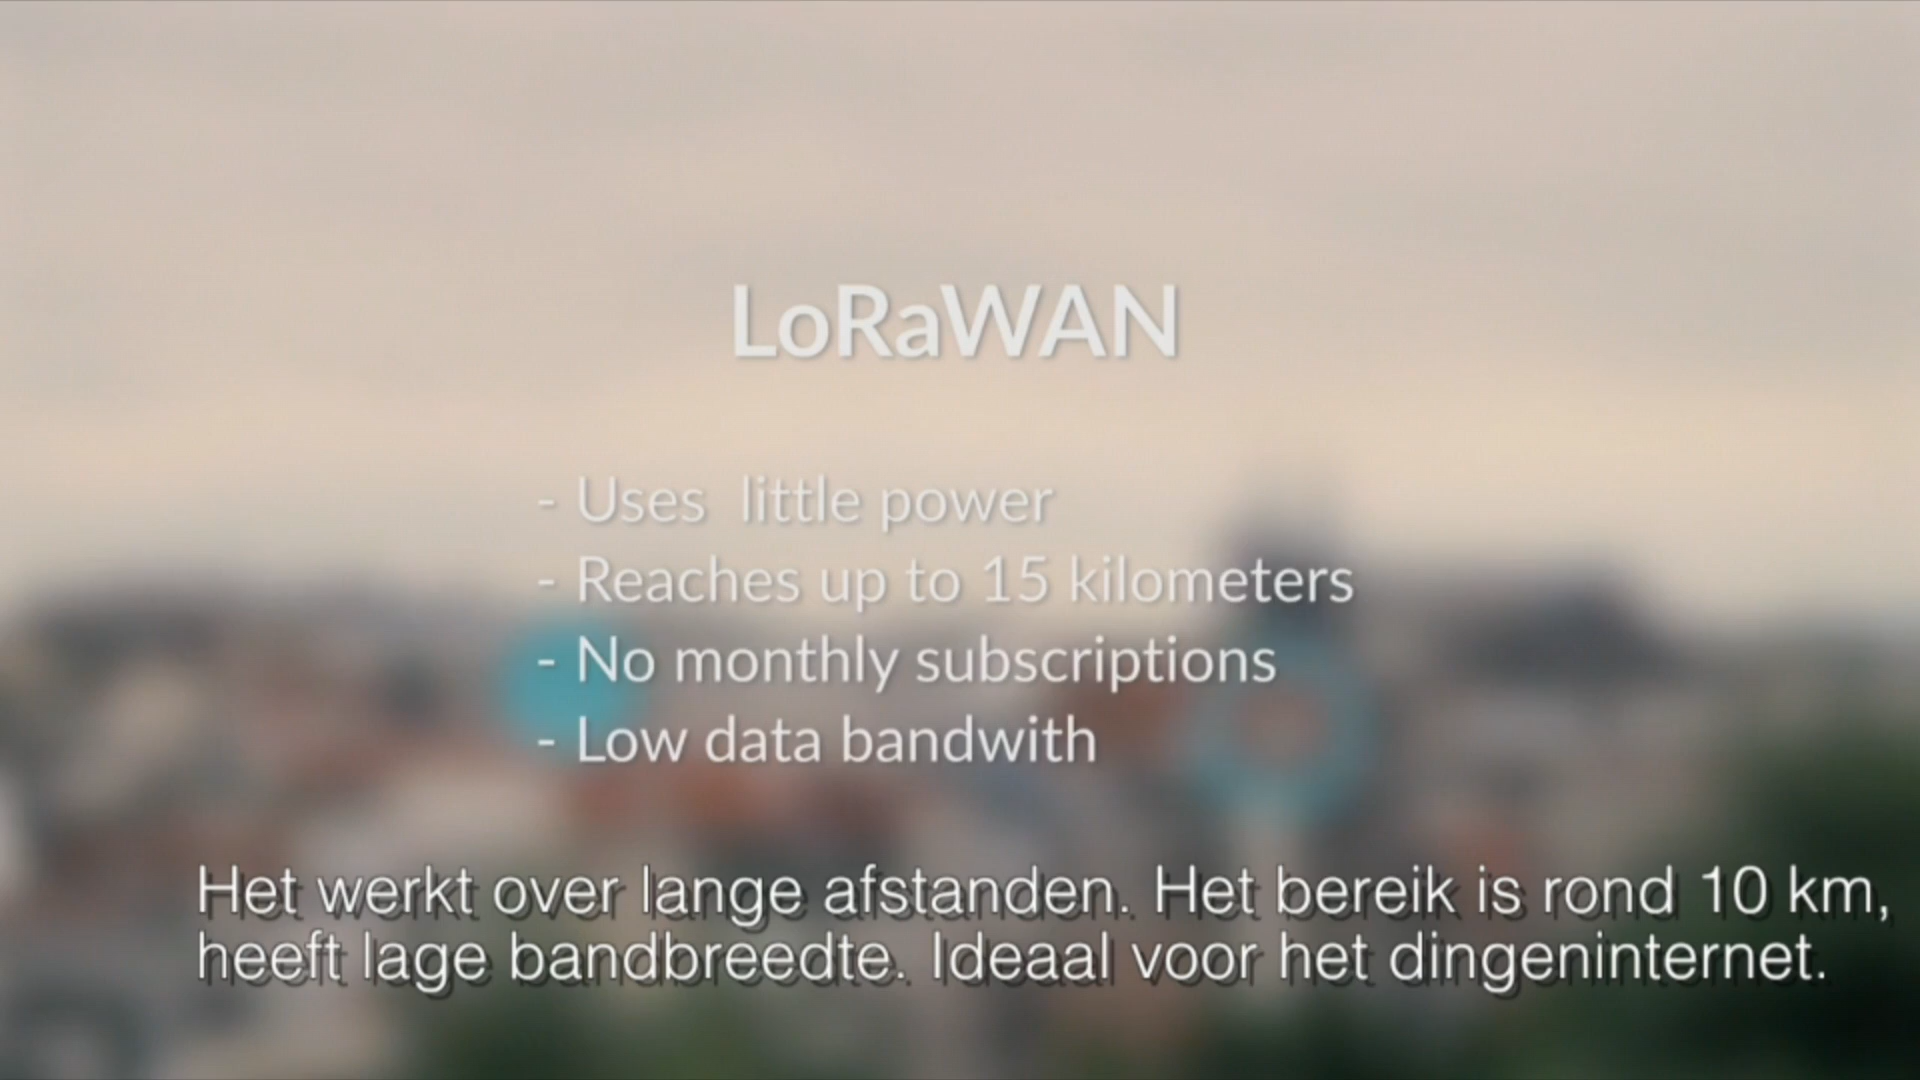 LoRaWAN
- Uses little power
- Reaches up to 15 kilometers
- No monthly subscriptions
- Low data bandwith
Het werkt over lange afstanden. Het bereik is rond 10 km,
heeft lage bandbreedte. Ideaal voor het dingeninternet.